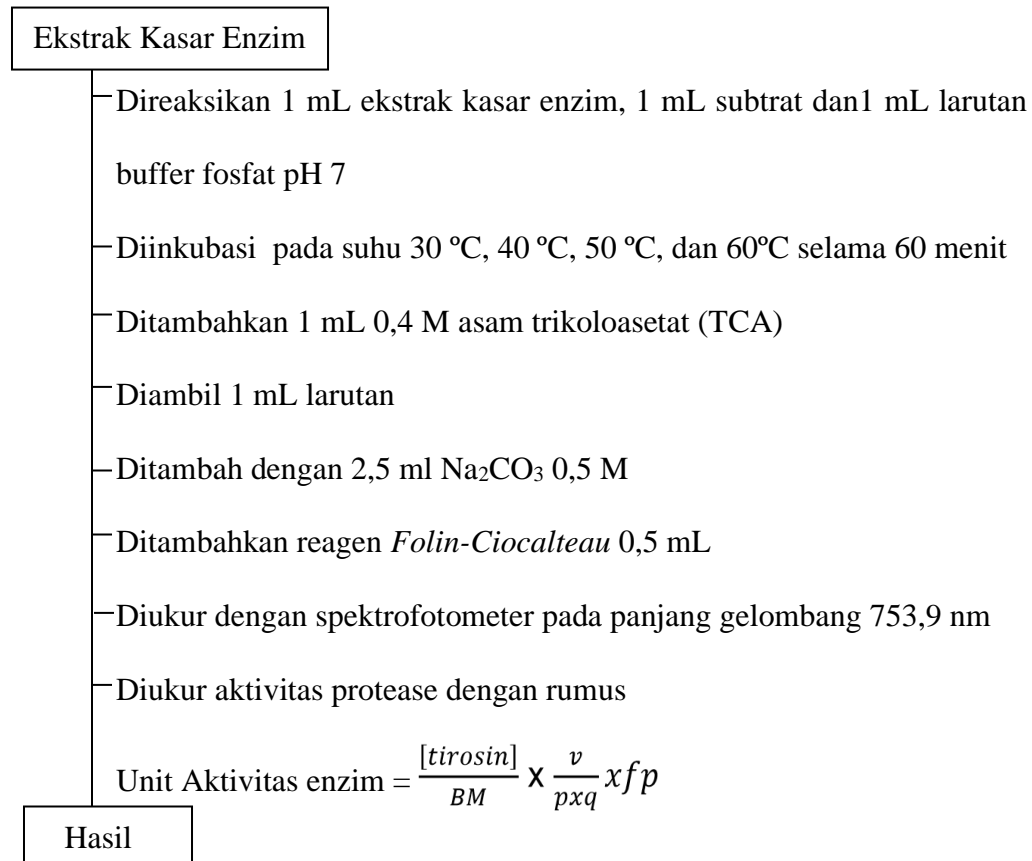 Ekstrak Kasar Enzim
Direaksikan 1 mL ekstrak kasar enzim, 1 mL subtrat dan1 mL larutan
buffer fosfat pH 7
Diinkubasi pada suhu 30 ºC, 40 ºC, 50 ºC, dan 60ºC selama 60 menit
Ditambahkan 1 mL 0,4 M asam trikoloasetat (TCA)
Diambil 1 mL larutan
Ditambah dengan 2,5 ml Na₂CO₃ 0,5 M
Ditambahkan reagen Folin-Ciocalteau 0,5 mL
Diukur dengan spektrofotometer pada panjang gelombang 753,9 nm
Diukur aktivitas protease dengan rumus
Unit Aktivitas enzim = [tirosin]/BM X v/pxq xfp
Hasil